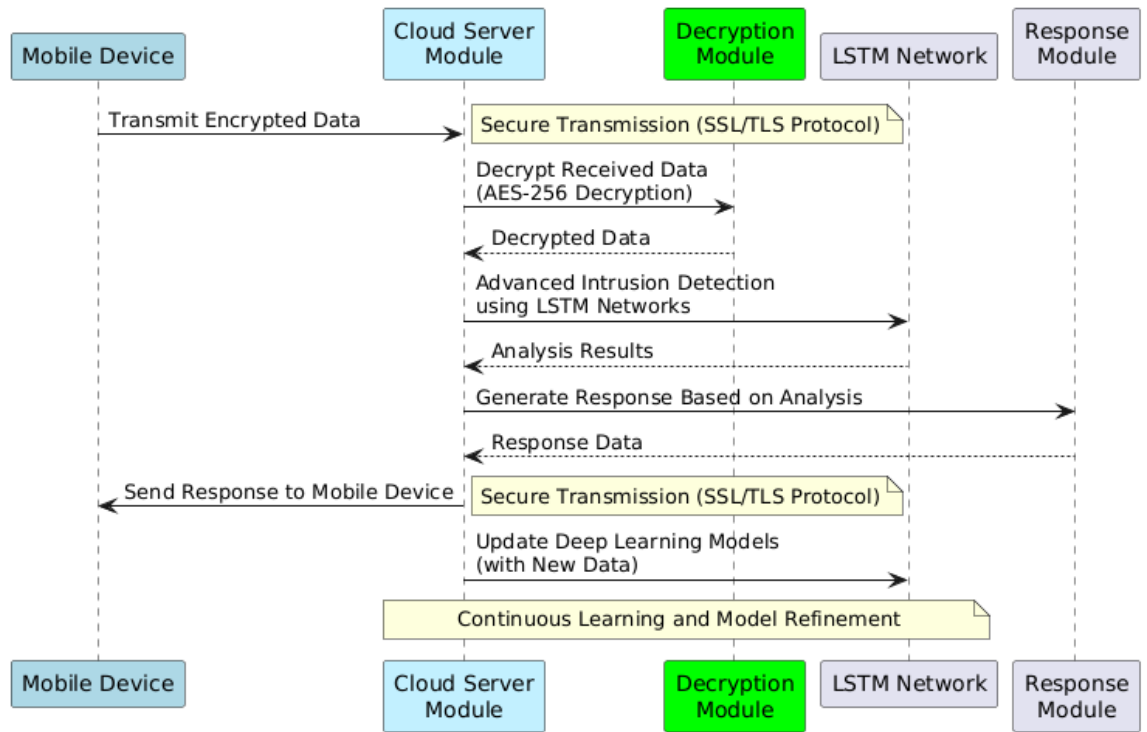 Mobile Device
Cloud Server
Module
Decryption
Module
LSTM Network
Response
Module
Transmit Encrypted Data
Secure Transmission (SSL/TLS Protocol)
Decrypt Received Data
(AES-256 Decryption)
Decrypted Data
Advanced Intrusion Detection
using LSTM Networks
Analysis Results
Generate Response Based on Analysis
Response Data
Send Response to Mobile Device
Secure Transmission (SSL/TLS Protocol)
Update Deep Learning Models
(with New Data)
Continuous Learning and Model Refinement
Mobile Device
Cloud Server
Module
Decryption
Module
LSTM Network
Response
Module